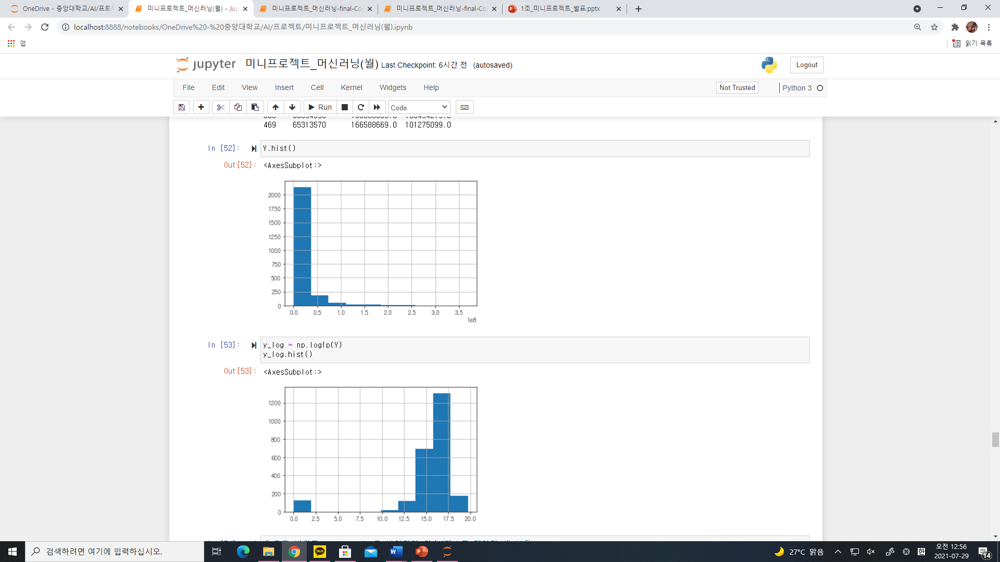 OneDrive - 중앙대학교/AI/프로젝
미니프로젝트_머신러닝(월) - Jup
미니프로젝트_머신러닝-final-Co
미니프로젝트_머신러닝-final-Co
1조_미니프로젝트_발표.pptx
localhost:8888/notebooks/OneDrive%20-%20중앙대학교/AI/프로젝트/미니프로젝트_머신러닝(월).ipynb
앱
읽기 목록
jupyter 미니프로젝트_머신러닝(월) Last Checkpoint: 6시간 전 (autosaved)
Logout
File Edit View Insert Cell Kernel Widgets Help
Not Trusted
Python 3
Run
Code
469 65313570 166588669.0 101275099.0
In [52]: Y.hist()
Out[52]: <AxesSubplot:>
2000
1750
1500
1250
1000
750
500
250
0
0.0 0.5 1.0 1.5 2.0 2.5 3.0 3.5
1e8
In [53]: y_log = np.log1p(Y)
y_log.hist()
Out[53]: <AxesSubplot:>
1200
1000
800
600
400
200
0
0.0 2.5 5.0 7.5 10.0 12.5 15.0 17.5 20.0
검색하려면 여기에 입력하십시오.
TALK
27°C 맑음
한
오전 12:56
2021-07-29
14